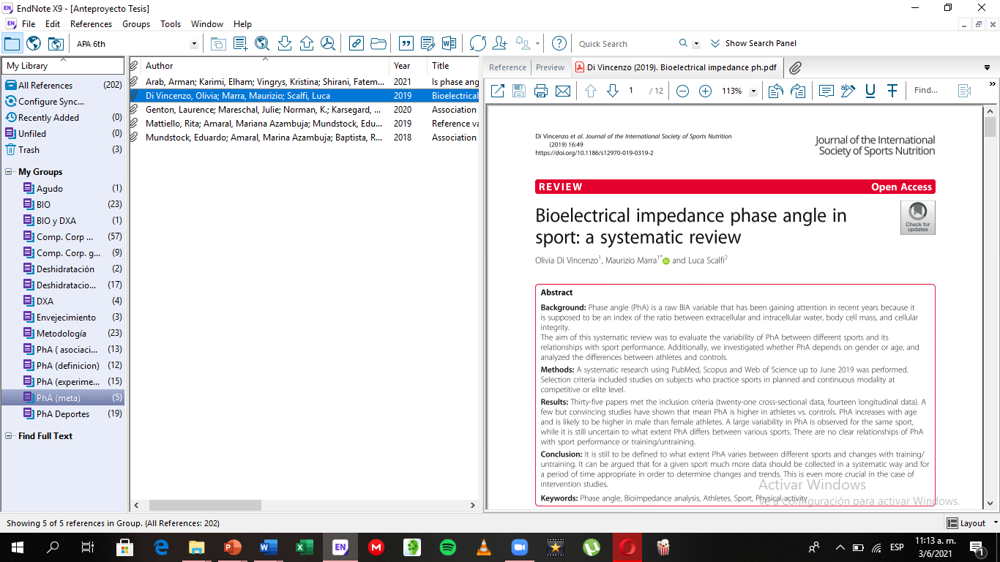 EndNote X9 - [Anteproyecto Tesis]
File Edit References Groups Tools Window Help
APA 6th
Quick Search
Show Search Panel
My Library
All References (202)
Configure Sync...
Recently Added (0)
Unfiled (0)
Trash (3)
My Groups
Agudo (1)
BIO (23)
BIO y DXA (1)
Comp. Corp ... (57)
Comp. Corp. g... (9)
Deshidratación (2)
Deshidratacio... (17)
DXA (4)
Envejecimiento (3)
Metodología (23)
PhA ( asociaci... (13)
PhA (definicion) (12)
PhA (experime... (15)
PhA (meta) (5)
PhA Deportes (19)
Find Full Text
Author Year Title
Arab, Arman; Karimi, Elham; Vingrys, Kristina; Shirani, Fatem... 2021 Is phase ang
Di Vincenzo, Olivia; Marra, Maurizio; Scalfi, Luca 2019 Bioelectrical
Genton, Laurence; Mareschal, Julie; Norman, K.; Karsegard, ... 2020 Association
Mattiello, Rita; Amaral, Mariana Azambuja; Mundstock, Edu... 2019 Reference va
Mundstock, Eduardo; Amaral, Marina Azambuja; Baptista, R... 2018 Association
Reference Preview Di Vincenzo (2019). Bioelectrical impedance ph.pdf
1 / 12 113% Find...
Di Vincenzo et al. Journal of the International Society of Sports Nutrition
(2019) 16:49
https://doi.org/10.1186/s12970-019-0319-2
Journal of the International
Society of Sports Nutrition
REVIEW Open Access
Bioelectrical impedance phase angle in
sport: a systematic review
Check for
updates
Olivia Di Vincenzo1, Maurizio Marra1* and Luca Scalfi2
Abstract
Background: Phase angle (PhA) is a raw BIA variable that has been gaining attention in recent years because it
is supposed to be an index of the ratio between extracellular and intracellular water, body cell mass, and cellular
integrity.
The aim of this systematic review was to evaluate the variability of PhA between different sports and its
relationships with sport performance. Additionally, we investigated whether PhA depends on gender or age, and
analyzed the differences between athletes and controls.
Methods: A systematic research using PubMed, Scopus and Web of Science up to June 2019 was performed.
Selection criteria included studies on subjects who practice sports in planned and continuous modality at
competitive or elite level.
Results: Thirty-five papers met the inclusion criteria (twenty-one cross-sectional data, fourteen longitudinal data). A
few but convincing studies have shown that mean PhA is higher in athletes vs. controls. PhA increases with age
and is likely to be higher in male than female athletes. A large variability in PhA is observed for the same sport,
while it is still uncertain to what extent PhA differs between various sports. There are no clear relationships of PhA
with sport performance or training/untraining.
Conclusion: It is still to be defined to what extent PhA varies between different sports and changes with training/
untraining. It can be argued that for a given sport much more data should be collected in a systematic way and for
a period of time appropriate in order to determine changes and trends. This is even more crucial in the case of
intervention studies.
Keywords: Phase angle, Bioimpedance analysis, Athletes, Sport, Physical activity
Activar Windows
Ve a Configuración para activar Windows.
Showing 5 of 5 references in Group. (All References: 202)
Layout
EN
ESP
11:13 a. m.
3/6/2021
1